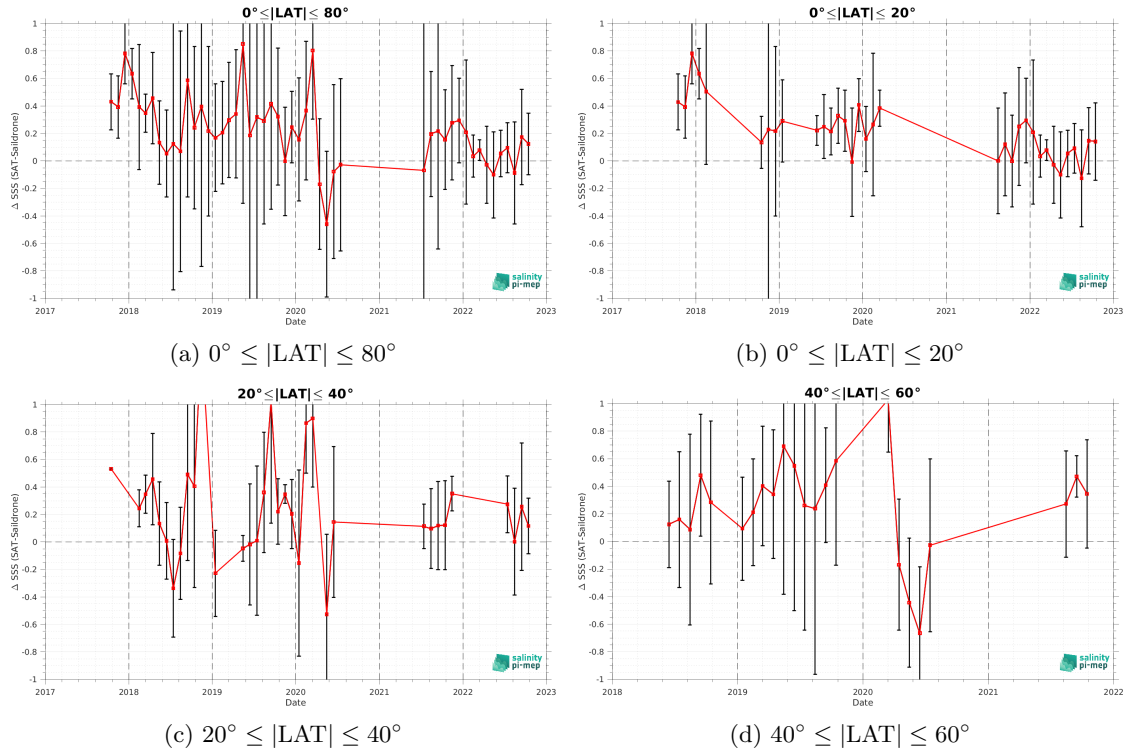 0°≤|LAT|≤ 80°
1
0.8
0.6
0.4
0.2
0
-0.2
-0.4
-0.6
-0.8
-1
Δ SSS (SAT-Saildrone)
2017
2018
2019
2020
2021
2022
2023
Date
salinity
pi-mep
(a) 0° ≤ |LAT| ≤ 80°
0°≤|LAT|≤ 20°
1
0.8
0.6
0.4
0.2
0
-0.2
-0.4
-0.6
-0.8
-1
Δ SSS (SAT-Saildrone)
2017
2018
2019
2020
2021
2022
2023
Date
salinity
pi-mep
(b) 0° ≤ |LAT| ≤ 20°
20°≤|LAT|≤ 40°
1
0.8
0.6
0.4
0.2
0
-0.2
-0.4
-0.6
-0.8
-1
Δ SSS (SAT-Saildrone)
2017
2018
2019
2020
2021
2022
2023
Date
salinity
pi-mep
(c) 20° ≤ |LAT| ≤ 40°
40°≤|LAT|≤ 60°
1
0.8
0.6
0.4
0.2
0
-0.2
-0.4
-0.6
-0.8
-1
Δ SSS (SAT-Saildrone)
2018
2019
2020
2021
2022
Date
salinity
pi-mep
(d) 40° ≤ |LAT| ≤ 60°